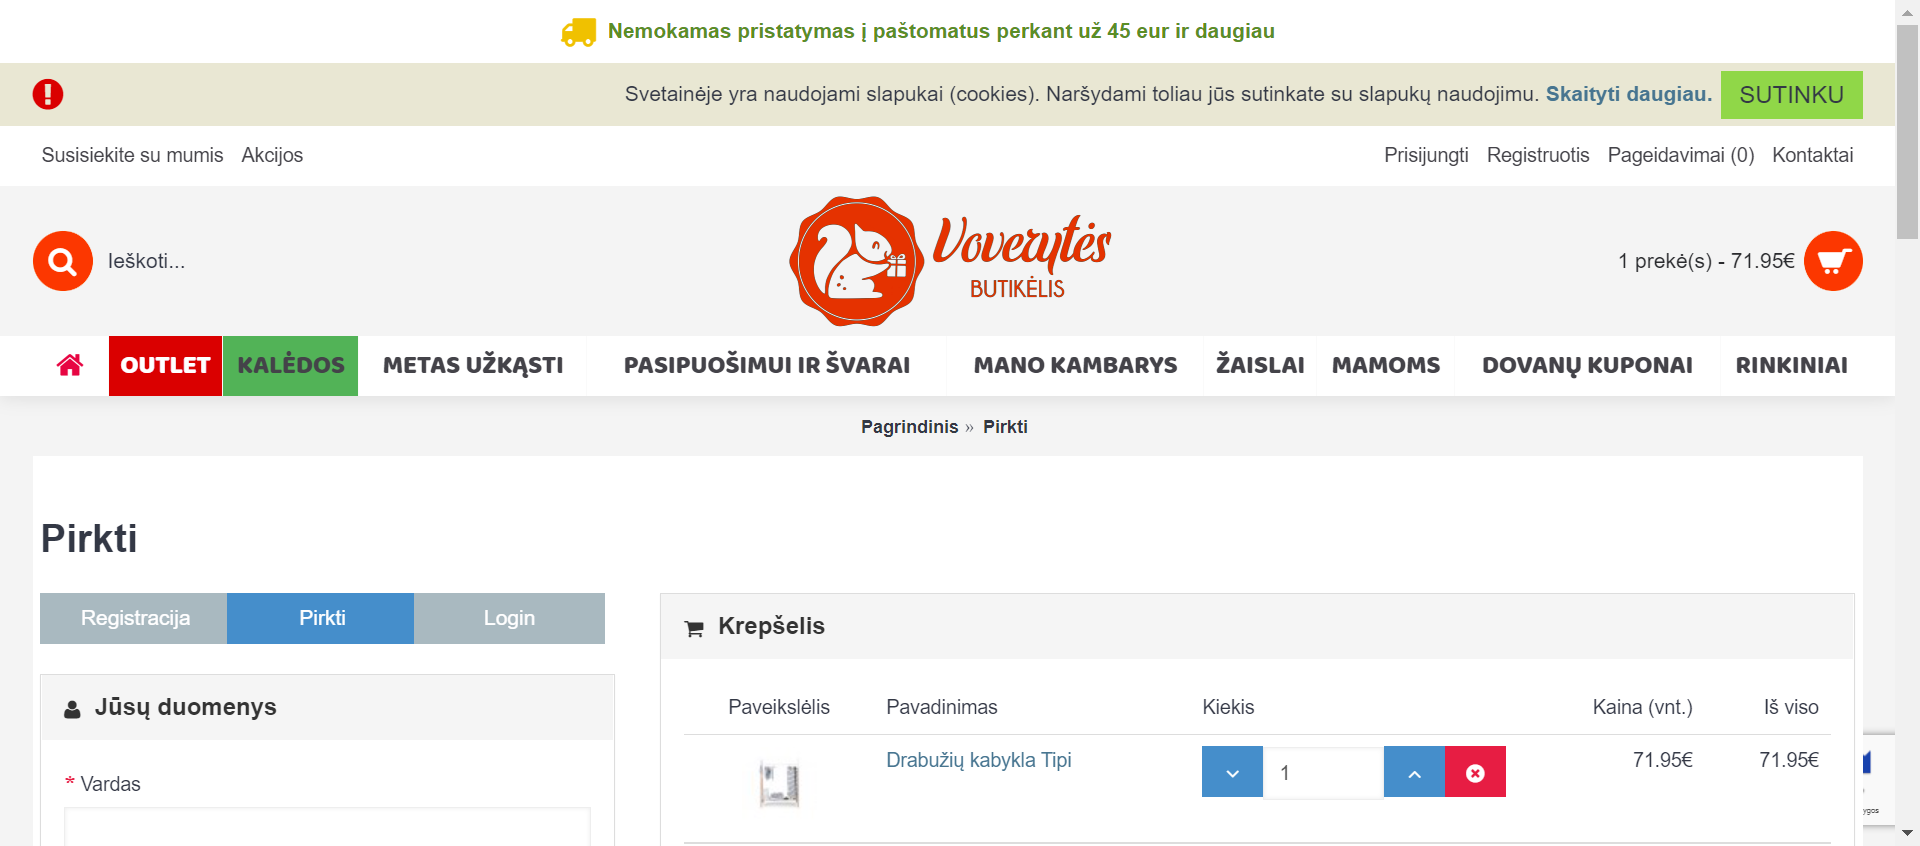 Nemokamas pristatymas į paštomatus perkant už 45 eur ir daugiau
Svetainėje yra naudojami slapukai (cookies). Naršydami toliau jūs sutinkate su slapukų naudojimu. Skaityti daugiau. SUTINKU
Susisiekite su mumis Akcijos Prisijungti Registruotis Pageidavimai (0) Kontaktai
Ieškoti...
Voverytės
BUTIKĖLIS
1 prekė(s) - 71.95€
OUTLET KALĖDOS METAS UŽKĄSTI PASIPUOŠIMUI IR ŠVARAI MANO KAMBARYS ŽAISLAI MAMOMS DOVANŲ KUPONAI RINKINIAI
Pagrindinis » Pirkti
Pirkti
Registracija Pirkti Login
Jūsų duomenys
* Vardas
Krepšelis
Paveikslėlis Pavadinimas Kiekis Kaina (vnt.) Iš viso
Drabužių kabykla Tipi 1 71.95€ 71.95€